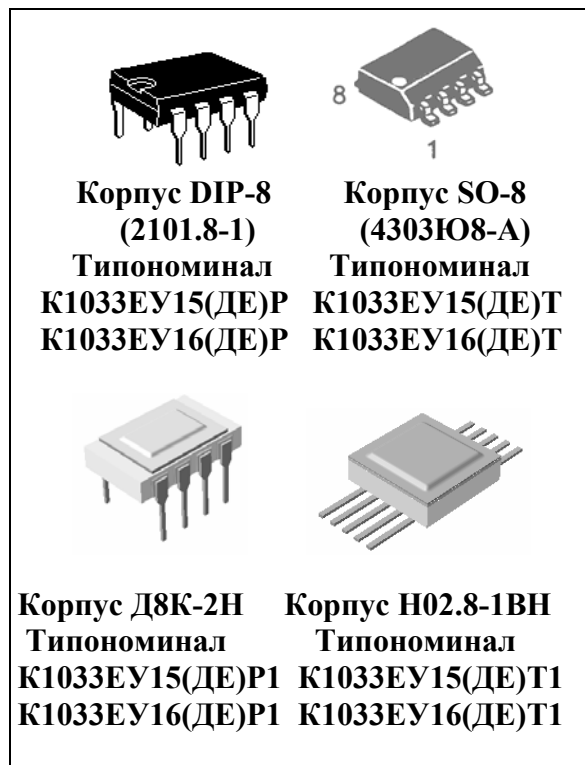 8
1
Корпус DIP-8 Корпус SO-8
(2101.8-1) (4303Ю8-А)
Типономинал Типономинал
К1033ЕУ15(ДЕ)Р К1033ЕУ15(ДЕ)Т
К1033ЕУ16(ДЕ)Р К1033ЕУ16(ДЕ)Т
Корпус Д8К-2Н Корпус Н02.8-1ВН
Типономинал Типономинал
К1033ЕУ15(ДЕ)Р1 К1033ЕУ15(ДЕ)Т1
К1033ЕУ16(ДЕ)Р1 К1033ЕУ16(ДЕ)Т1